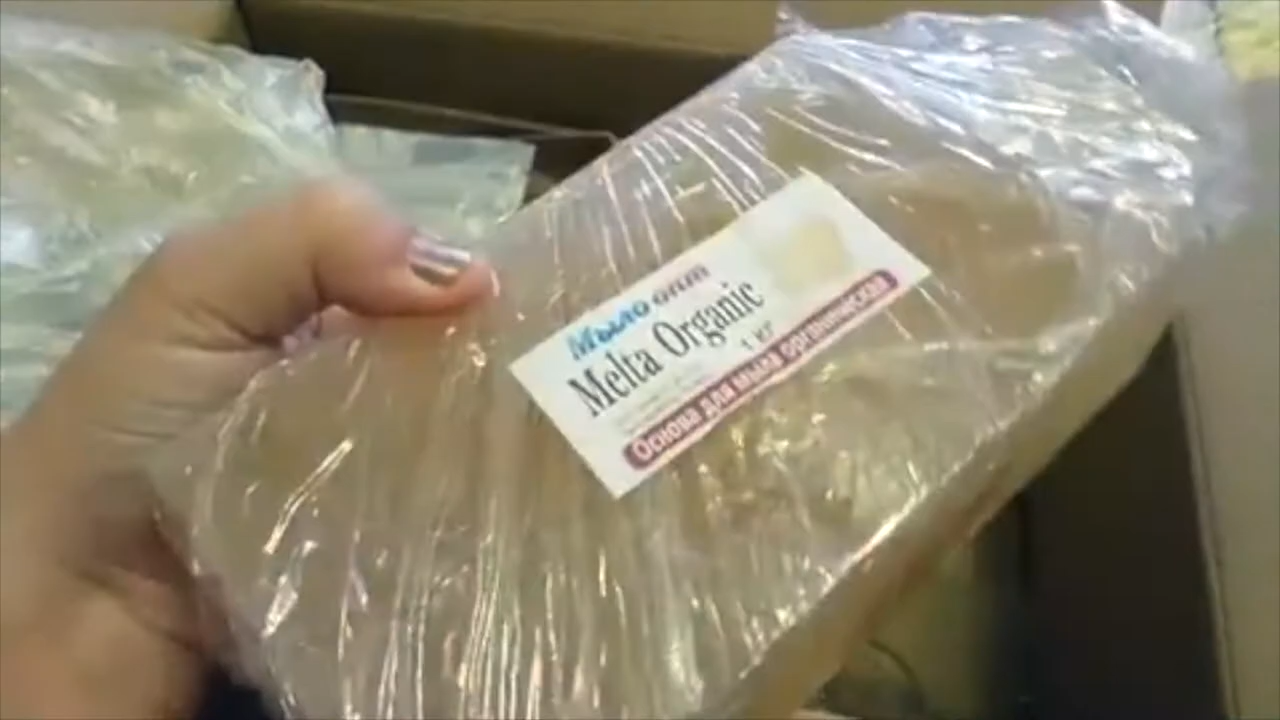 Мыло опт
Melta Organic
1 кг
Основа для мыла органическая